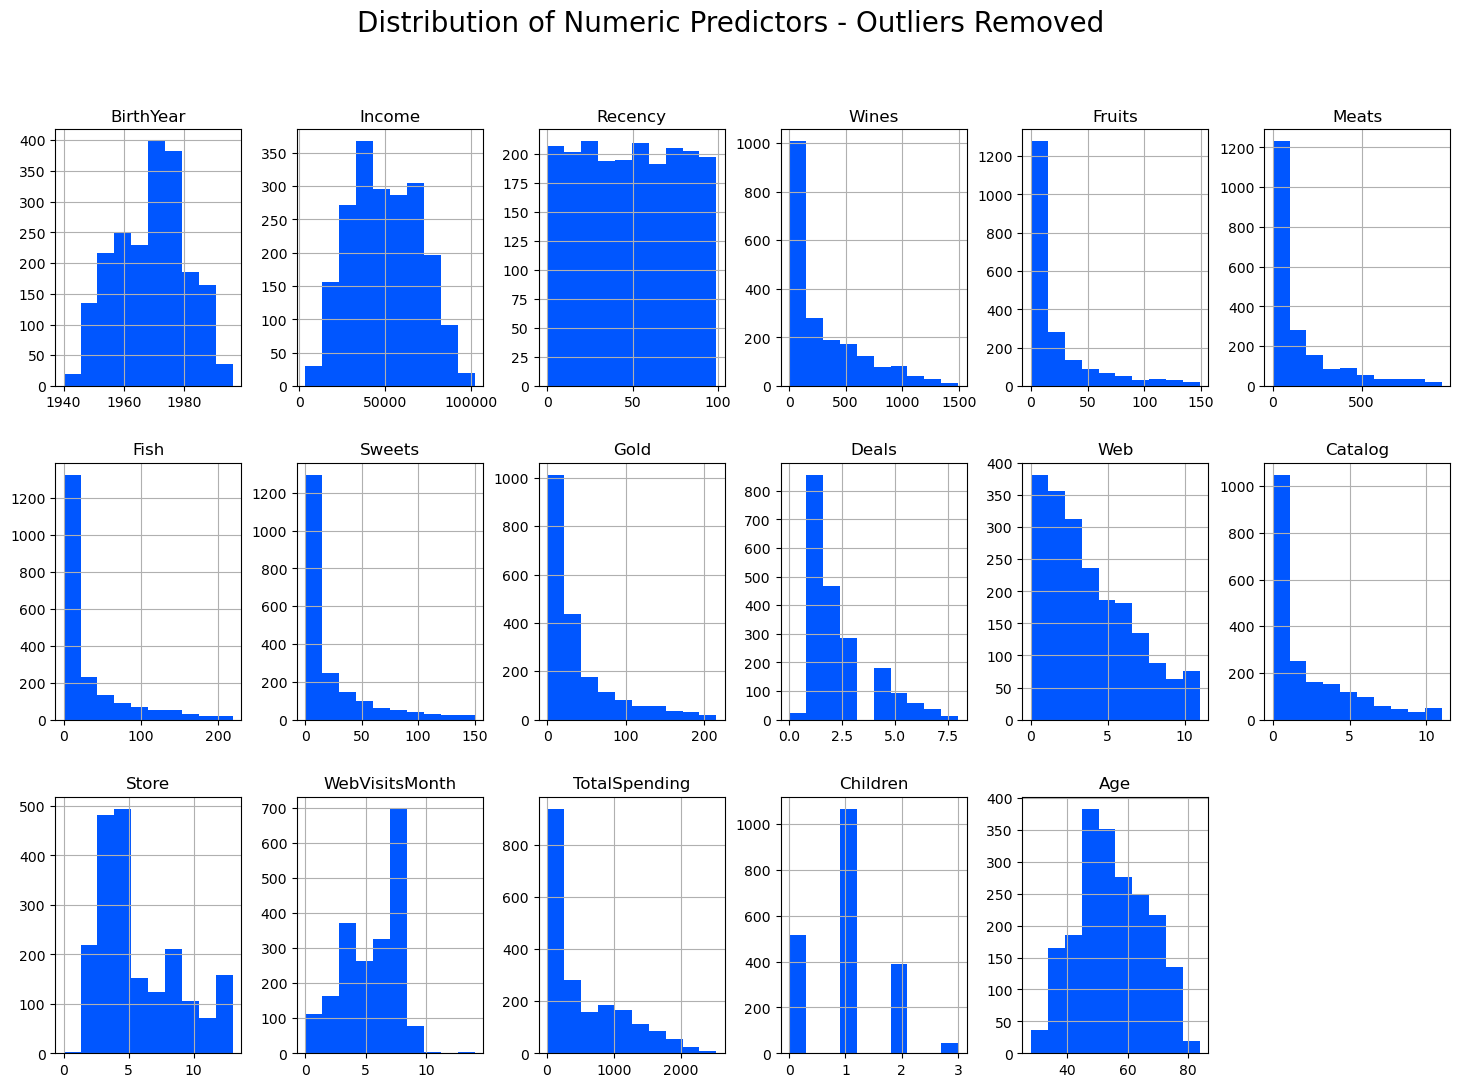 Distribution of Numeric Predictors - Outliers Removed
BirthYear Income Recency Wines Fruits Meats
400 350 300 250 200 150 100 50 0
1940 1960 1980
350 300 250 200 150 100 50 0
0 50000 100000
200 175 150 125 100 75 50 25 0
0 50 100
1000 800 600 400 200 0
0 500 1000 1500
1200 1000 800 600 400 200 0
0 50 100 150
1200 1000 800 600 400 200 0
0 500
Fish Sweets Gold Deals Web Catalog
1200 1000 800 600 400 200 0
0 100 200
1200 1000 800 600 400 200 0
0 50 100 150
1000 800 600 400 200 0
0 100 200
800 700 600 500 400 300 200 100 0
0.0 2.5 5.0 7.5
400 350 300 250 200 150 100 50 0
0 5 10
1000 800 600 400 200 0
0 5 10
Store WebVisitsMonth TotalSpending Children Age
500 400 300 200 100 0
0 5 10
700 600 500 400 300 200 100 0
0 5 10
800 600 400 200 0
0 1000 2000
1000 800 600 400 200 0
0 1 2 3
400 350 300 250 200 150 100 50 0
40 60 80